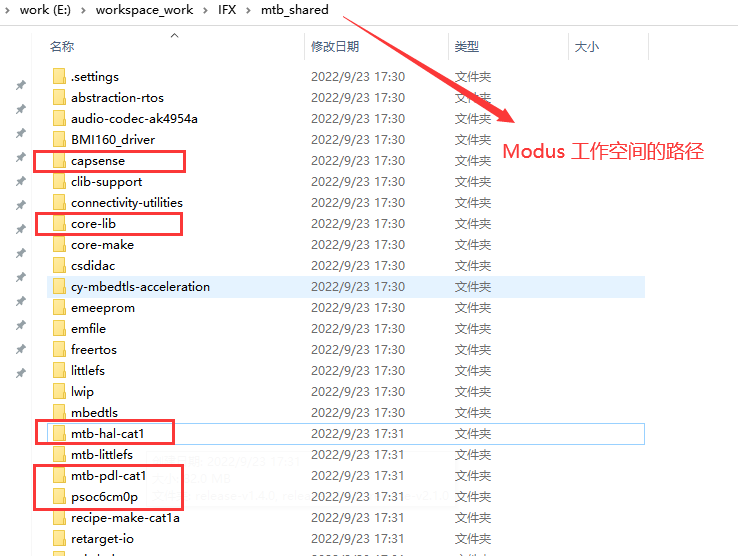 work (E:) > workspace_work > IFX > mtb_shared
名称 修改日期 类型 大小
.settings 2022/9/23 17:30 文件夹
abstraction-rtos 2022/9/23 17:30 文件夹
audio-codec-ak4954a 2022/9/23 17:30 文件夹
BMI160_driver 2022/9/23 17:30 文件夹
Modus 工作空间的路径
capsense 2022/9/23 17:30 文件夹
clib-support 2022/9/23 17:30 文件夹
connectivity-utilities 2022/9/23 17:30 文件夹
core-lib 2022/9/23 17:30 文件夹
core-make 2022/9/23 17:30 文件夹
csdidac 2022/9/23 17:30 文件夹
cy-mbedtls-acceleration 2022/9/23 17:30 文件夹
emeeprom 2022/9/23 17:30 文件夹
emfile 2022/9/23 17:30 文件夹
freertos 2022/9/23 17:30 文件夹
littlefs 2022/9/23 17:30 文件夹
lwip 2022/9/23 17:30 文件夹
mbedtls 2022/9/23 17:30 文件夹
mtb-hal-cat1 2022/9/23 17:31 文件夹
mtb-littlefs 2022/9/23 17:31 文件夹
mtb-pdl-cat1 2022/9/23 17:31 文件夹
psoc6cm0p 2022/9/23 17:31 文件夹
recipe-make-cat1a 2022/9/23 17:31 文件夹
retarget-io 2022/9/23 17:31 文件夹